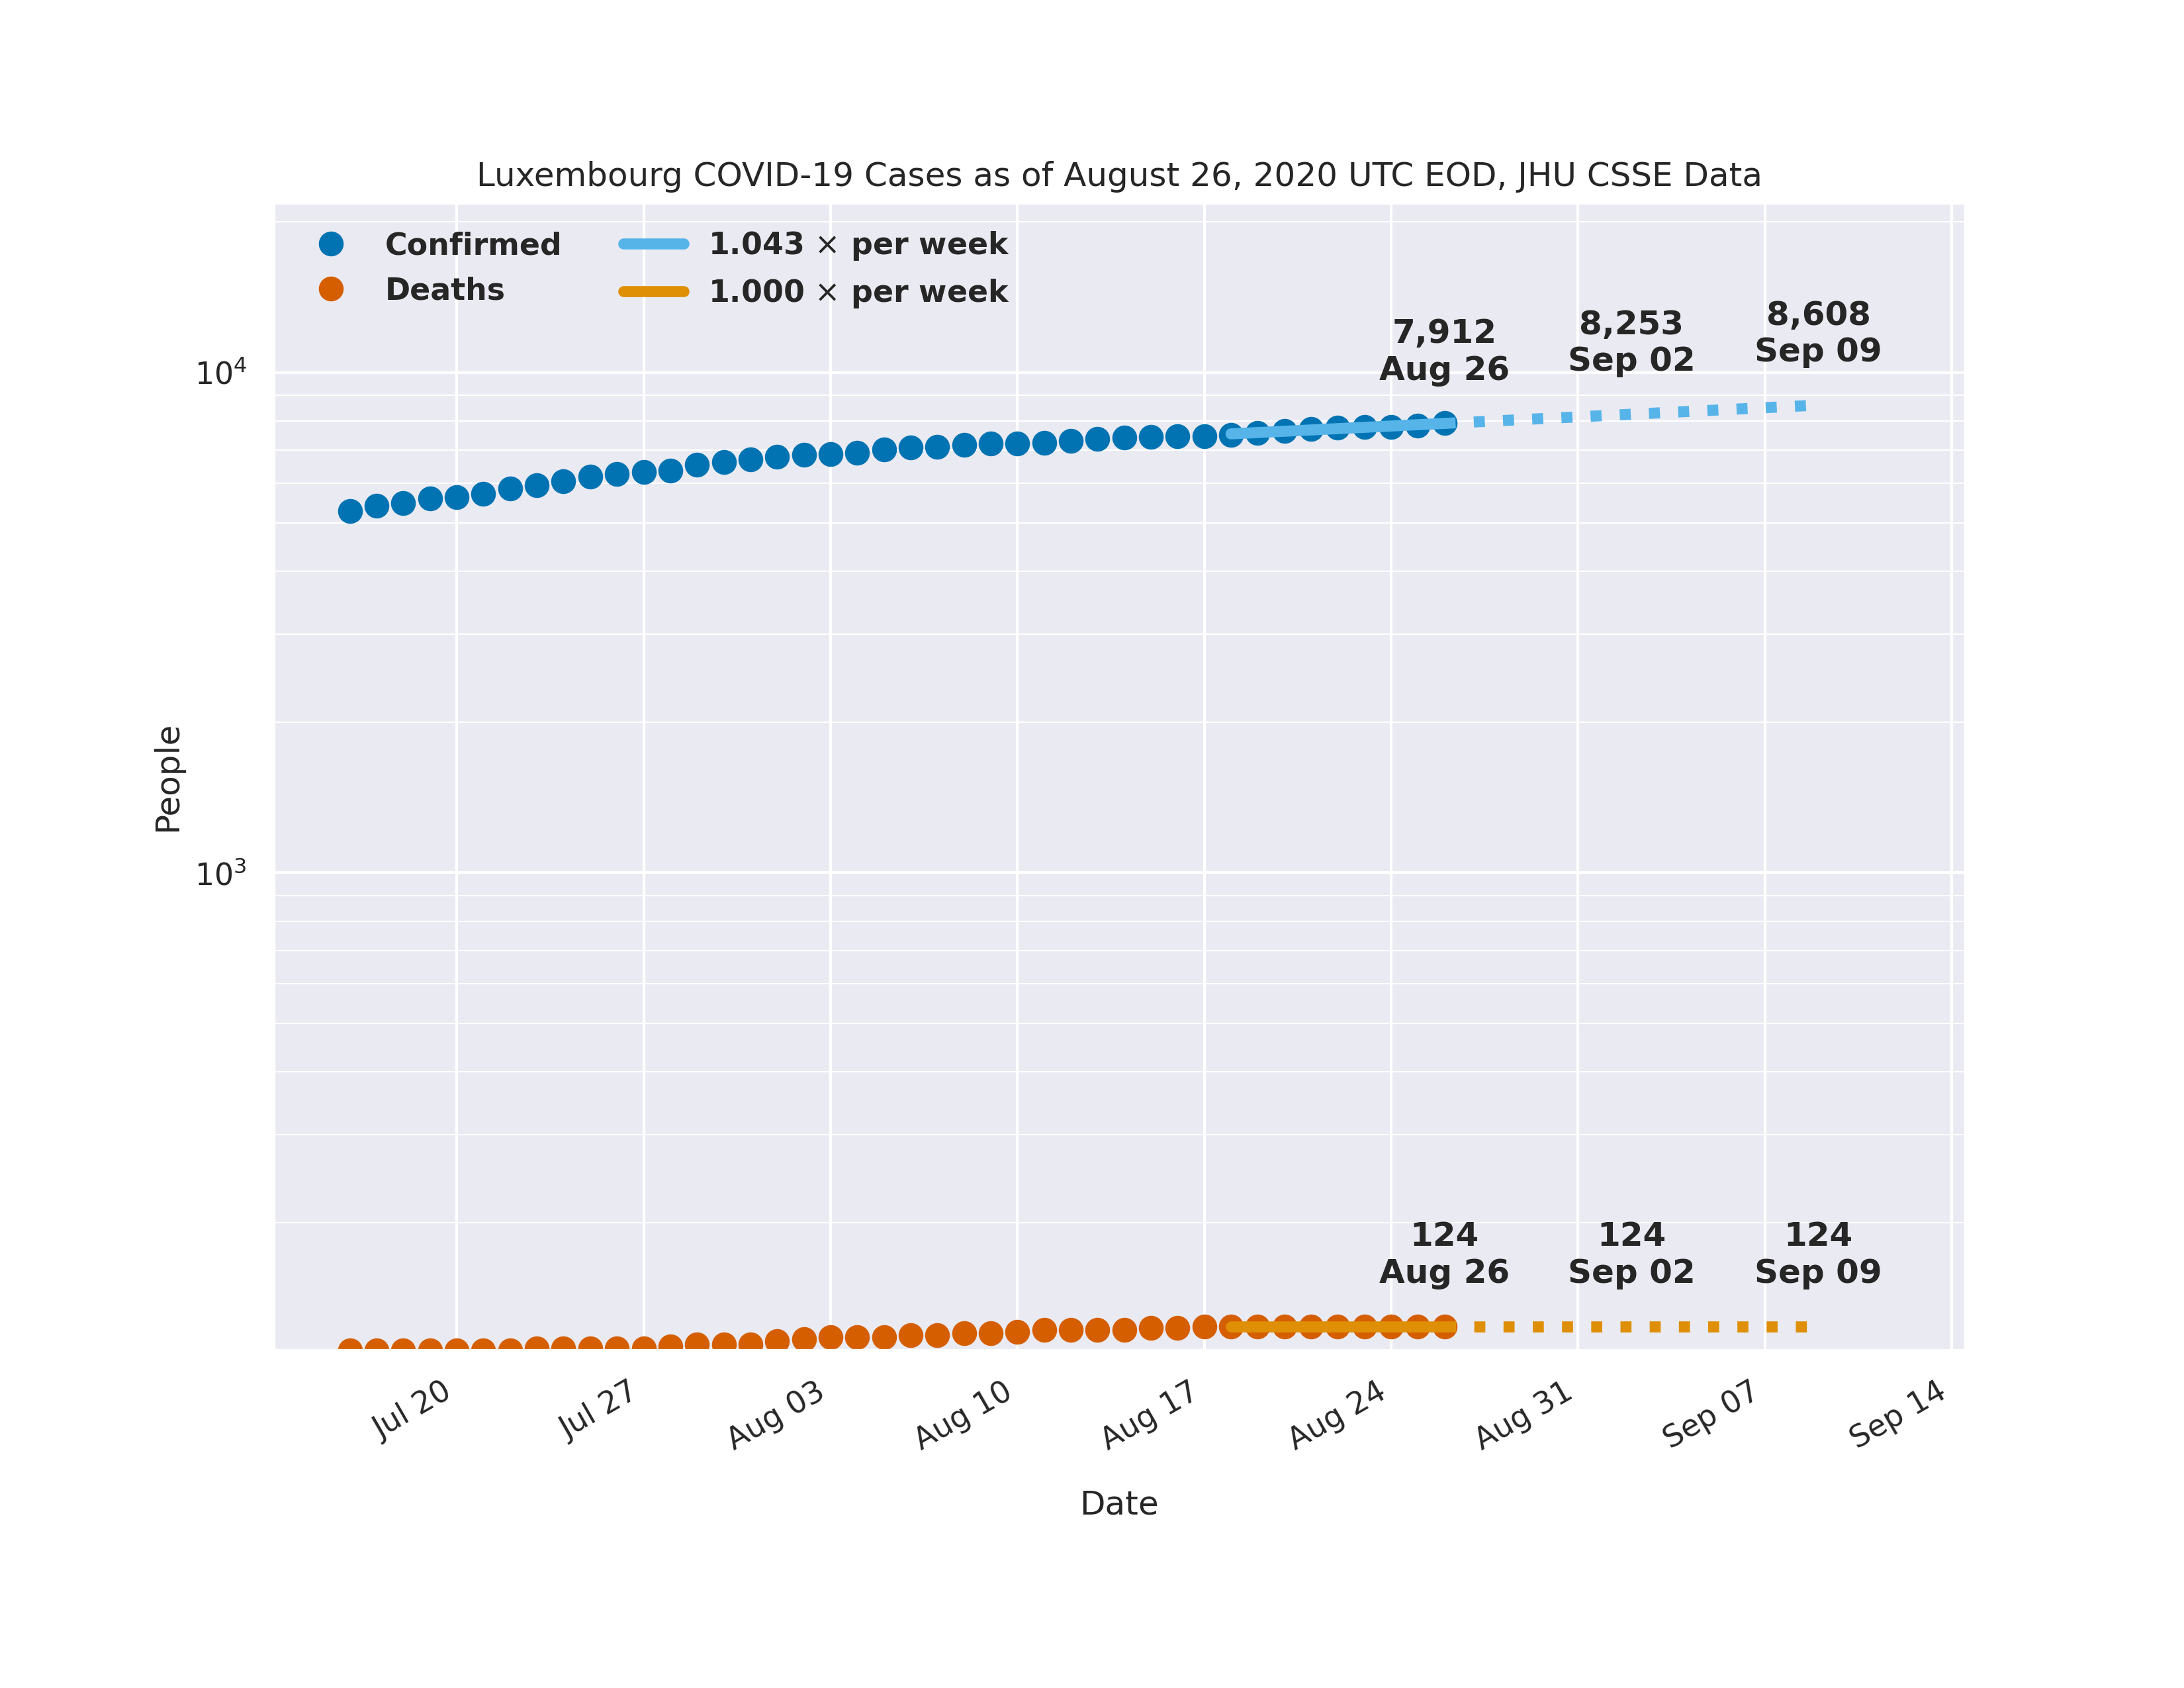 Luxembourg COVID-19 Cases as of August 26, 2020 UTC EOD, JHU CSSE Data
Confirmed
Deaths
1.043 × per week
1.000 × per week
7,912
Aug 26
8,253
Sep 02
8,608
Sep 09
10⁴
10³
People
124
Aug 26
124
Sep 02
124
Sep 09
Jul 20
Jul 27
Aug 03
Aug 10
Aug 17
Aug 24
Aug 31
Sep 07
Sep 14
Date